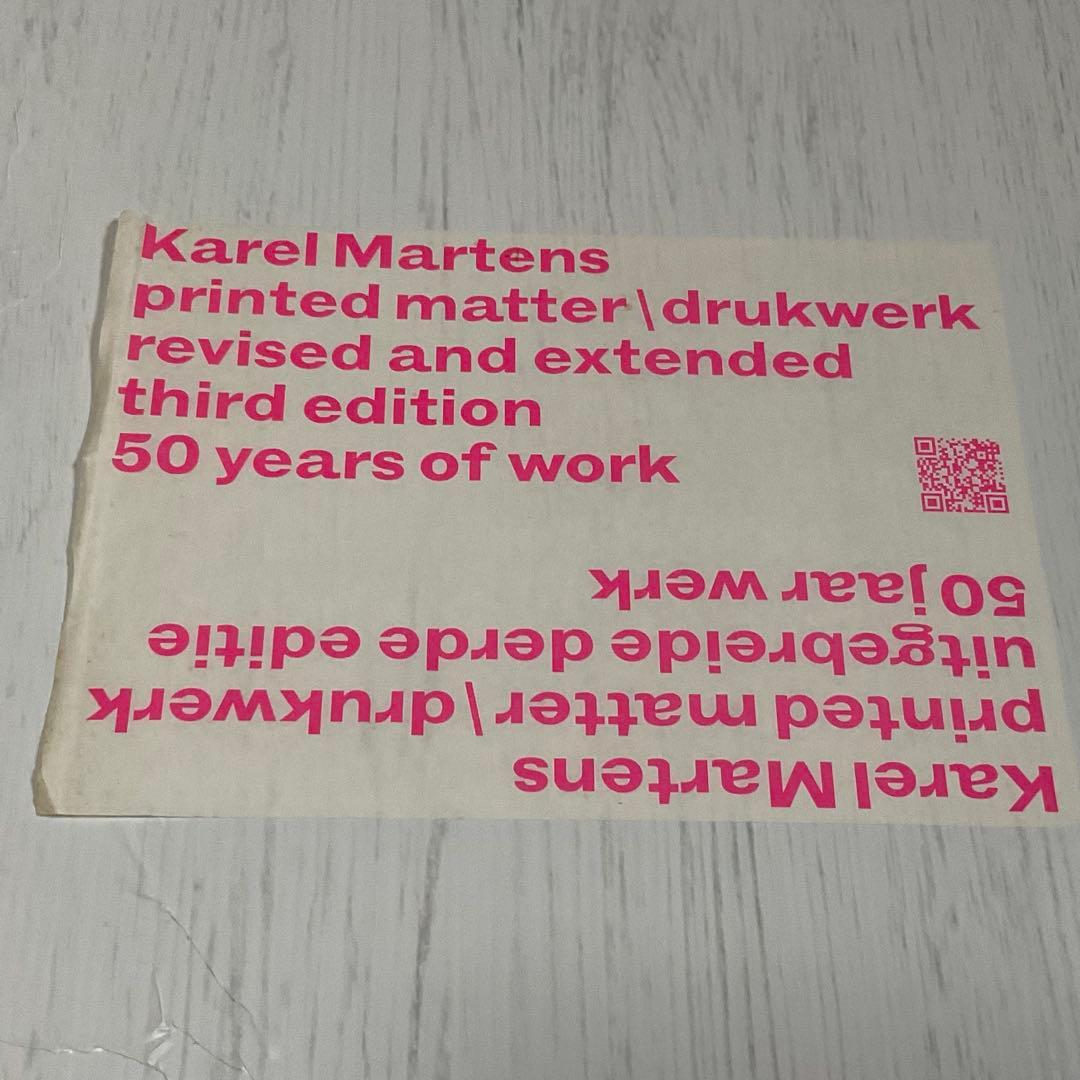 Karel Martens
printed matter\drukwerk
revised and extended
third edition
50 years of work
Karel Martens
printed matter\drukwerk
uitgebreide derde editie
50 jaar werk